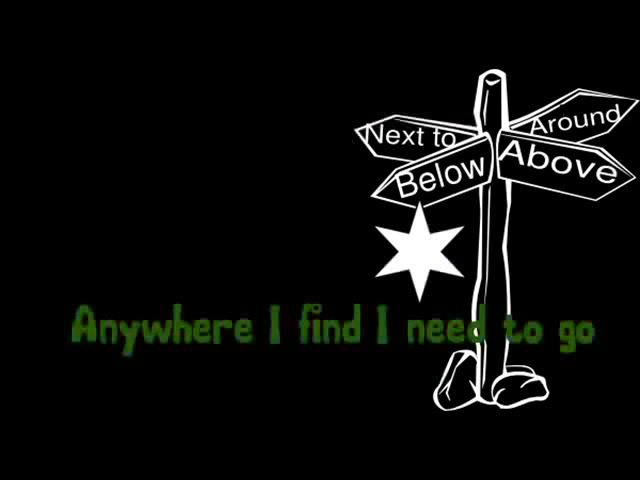 Next to
Around
Below
Above
Anywhere I find I need to go